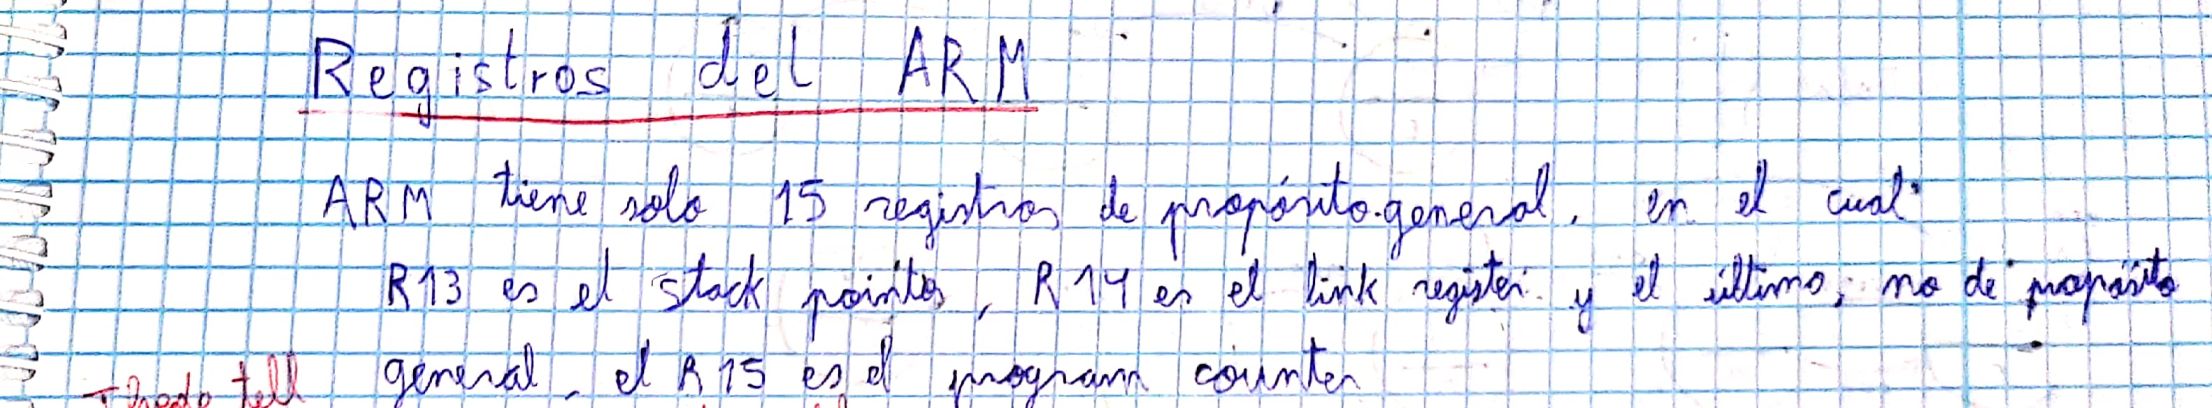 Registros del ARM
ARM tiene solo 15 registros de propósito general, en el cual
R13 es el stack pointer, R14 es el link register y el último, no de propósito
general, el R15 es el program counter